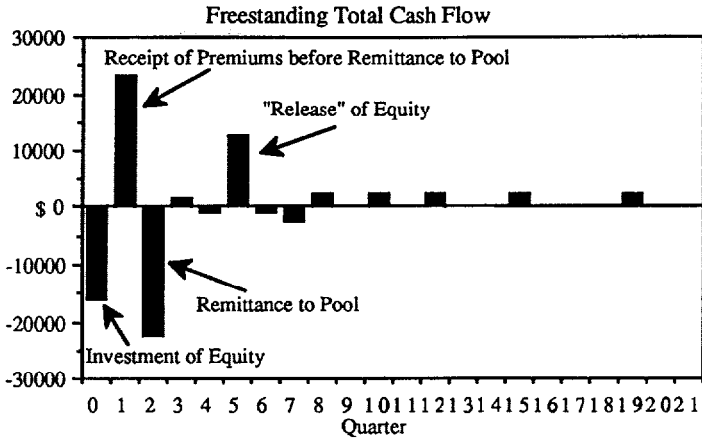 Freestanding Total Cash Flow
30000
Receipt of Premiums before Remittance to Pool
20000
"Release" of Equity
10000
$ 0
-10000
Remittance to Pool
-20000
Investment of Equity
-30000
0 1 2 3 4 5 6 7 8 9 10 11 12 13 14 15 16 17 18 19 20 21
Quarter